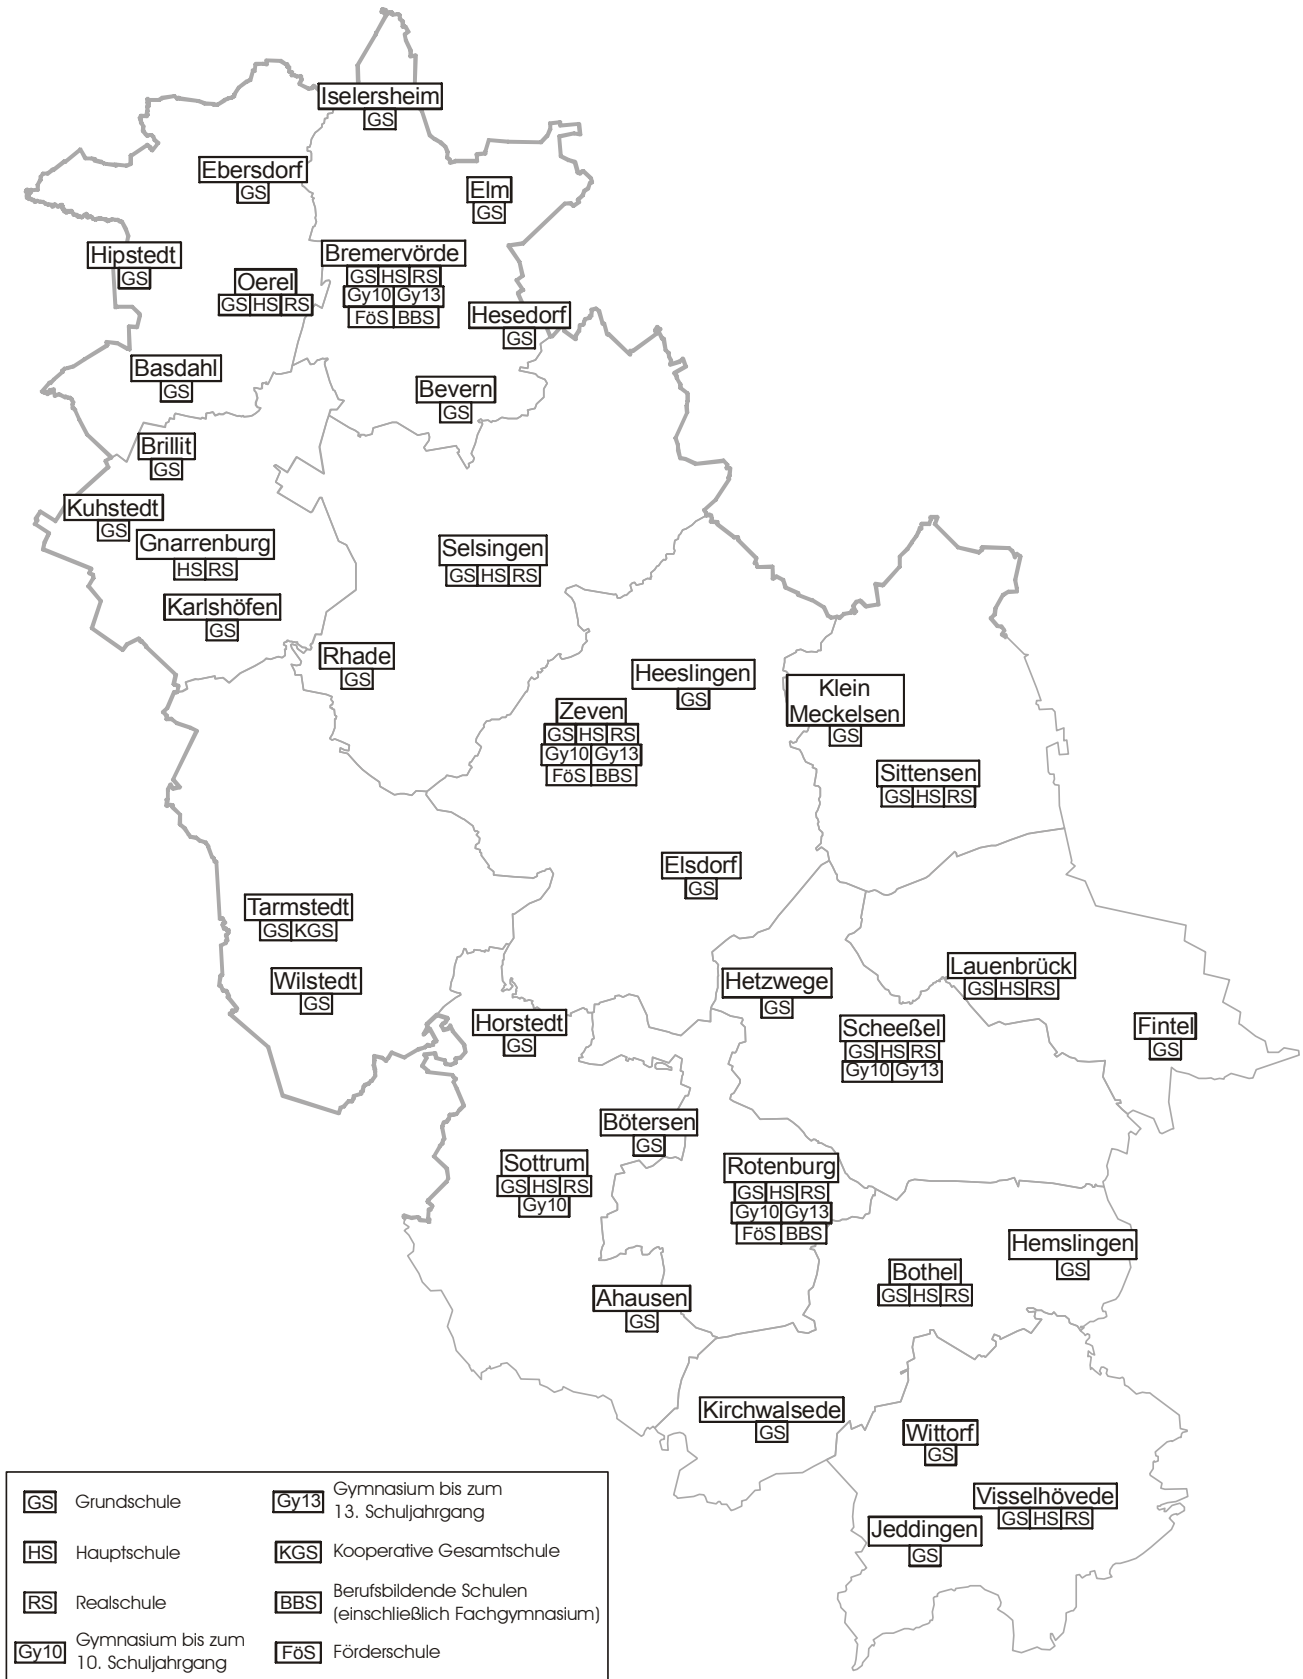 Iselersheim
GS
Ebersdorf
GS
Elm
GS
Hipstedt
GS
Oerel
GS HS RS
Bremervörde
GS HS RS
Gy10 Gy13
FöS BBS
Hesedorf
GS
Basdahl
GS
Bevern
GS
Brillit
GS
Kuhstedt
GS
Gnarrenburg
HS RS
Karlshöfen
GS
Selsingen
GS HS RS
Rhade
GS
Heeslingen
GS
Zeven
GS HS RS
Gy10 Gy13
FöS BBS
Klein
Meckelsen
GS
Sittensen
GS HS RS
Elsdorf
GS
Tarmstedt
GS KGS
Wilstedt
GS
Hetzwege
GS
Lauenbrück
GS HS RS
Horstedt
GS
Scheeßel
GS HS RS
Gy10 Gy13
Fintel
GS
Bötersen
GS
Sottrum
GS HS RS
Gy10
Rotenburg
GS HS RS
Gy10 Gy13
FöS BBS
Hemslingen
GS
Bothel
GS HS RS
Ahausen
GS
Kirchwalsede
GS
Wittorf
GS
Visselhövede
GS HS RS
Jeddingen
GS
GS Grundschule
HS Hauptschule
RS Realschule
Gy10 Gymnasium bis zum
10. Schuljahrgang
Gy13 Gymnasium bis zum
13. Schuljahrgang
KGS Kooperative Gesamtschule
BBS Berufsbildende Schulen
(einschließlich Fachgymnasium)
FöS Förderschule